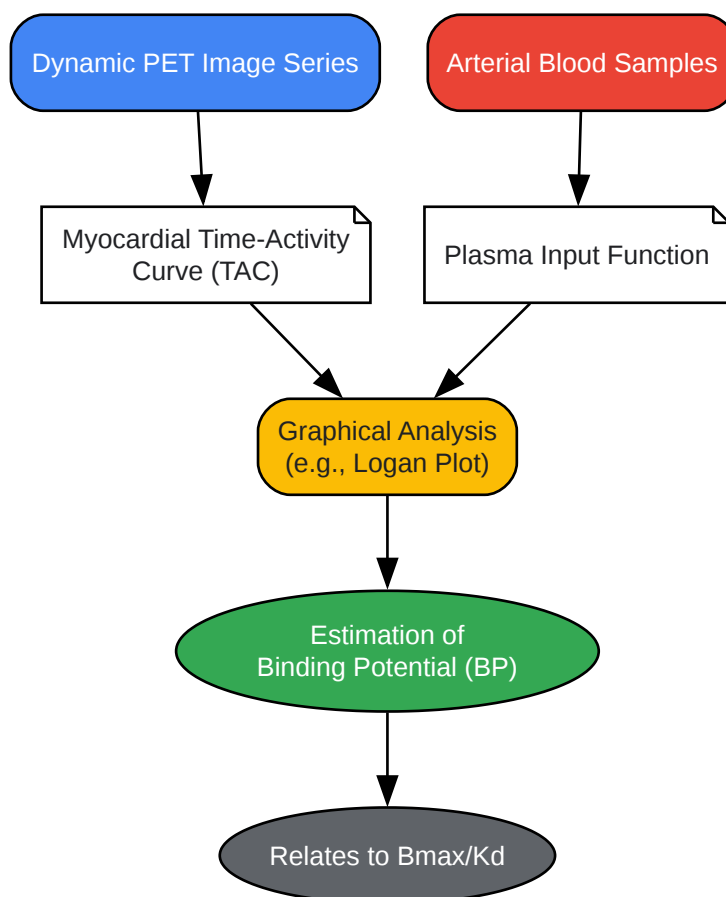 Dynamic PET Image Series
Arterial Blood Samples
Myocardial Time-Activity
Curve (TAC)
Plasma Input Function
Graphical Analysis
(e.g., Logan Plot)
Estimation of
Binding Potential (BP)
Relates to Bmax/Kd